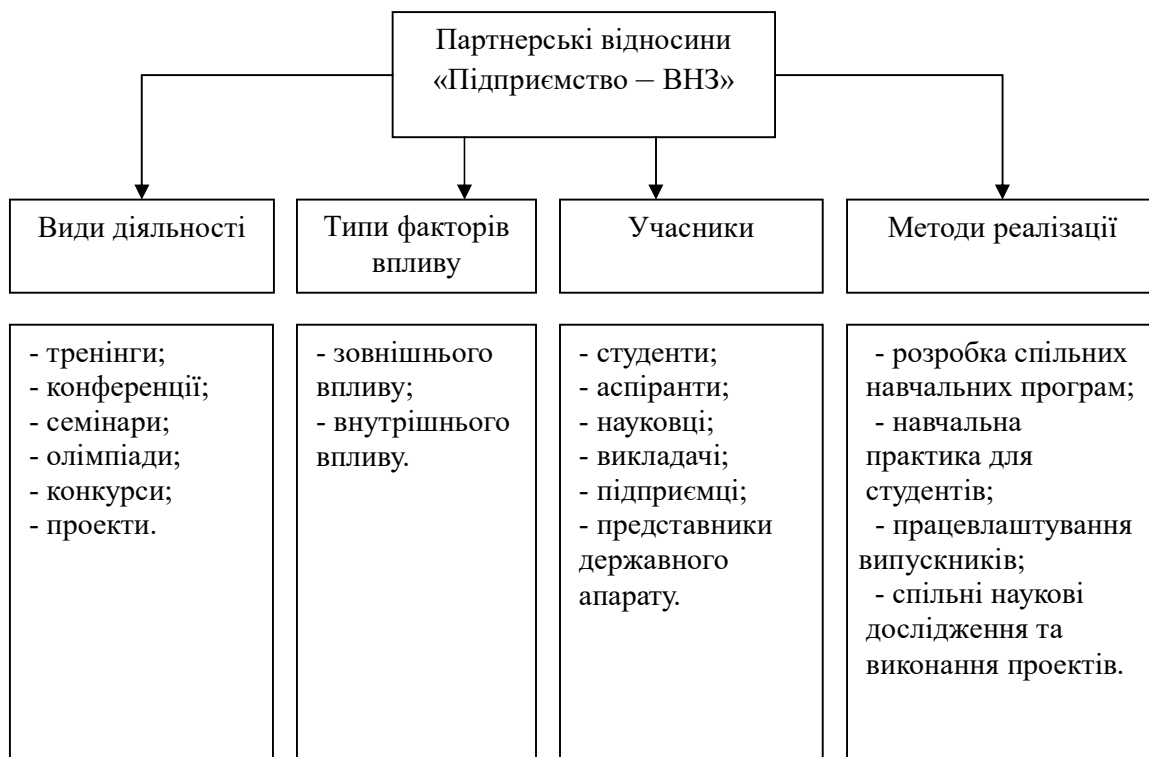 Партнерські відносини
«Підприємство – ВНЗ»
Види діяльності
Типи факторів
впливу
Учасники
Методи реалізації
- тренінги;
- конференції;
- семінари;
- олімпіади;
- конкурси;
- проекти.
- зовнішнього
впливу;
- внутрішнього
впливу.
- студенти;
- аспіранти;
- науковці;
- викладачі;
- підприємці;
- представники
державного
апарату.
- розробка спільних
навчальних програм;
- навчальна
практика для
студентів;
- працевлаштування
випускників;
- спільні наукові
дослідження та
виконання проектів.